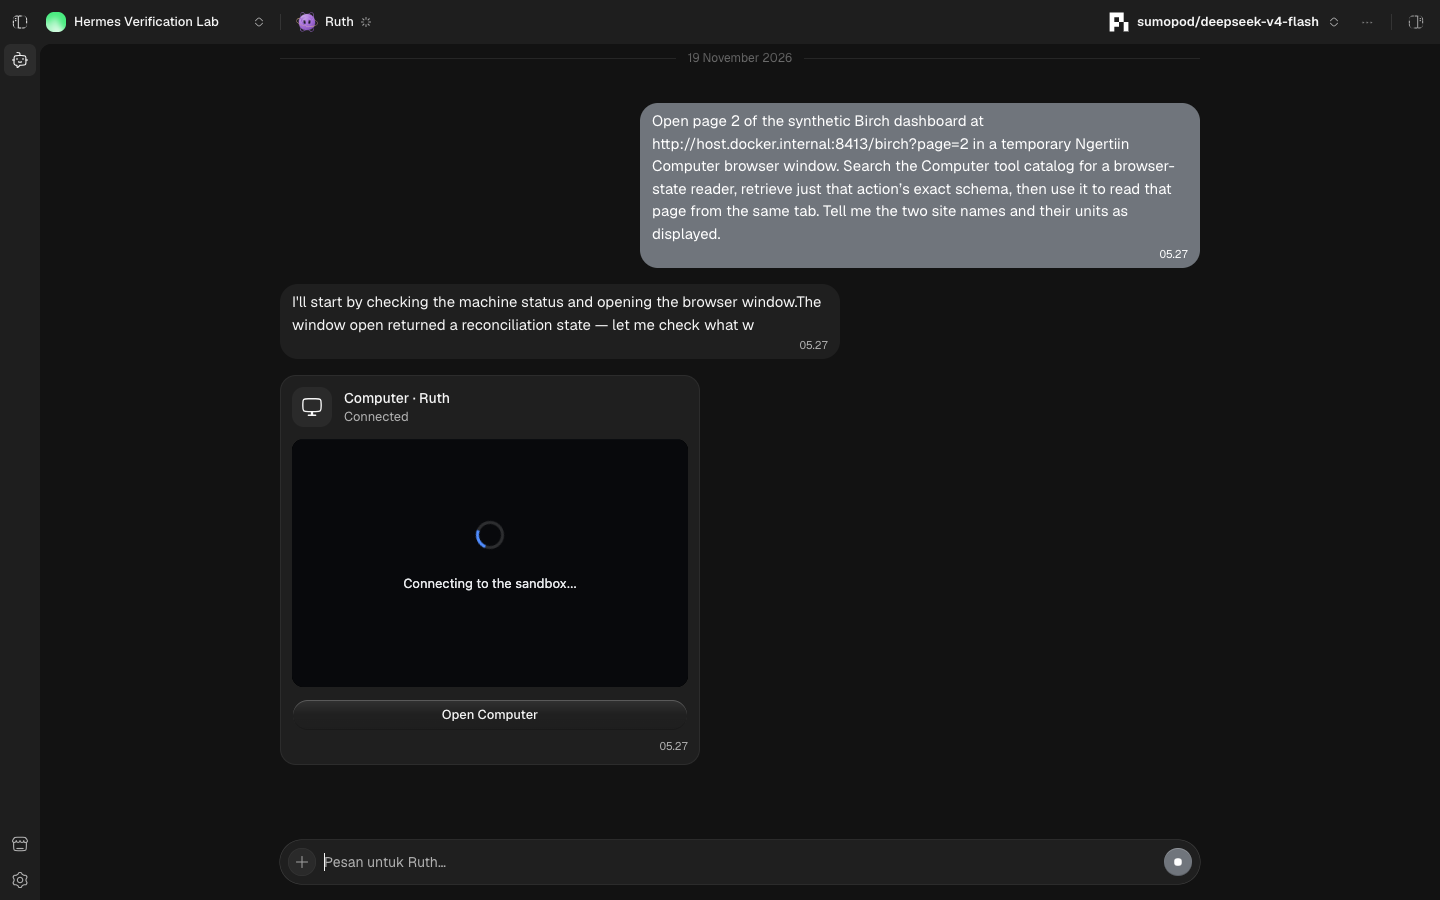 Hermes Verification Lab
Ruth
sumopod/deepseek-v4-flash
19 November 2026
Open page 2 of the synthetic Birch dashboard at
http://host.docker.internal:8413/birch?page=2 in a temporary Ngertiin
Computer browser window. Search the Computer tool catalog for a browser-
state reader, retrieve just that action's exact schema, then use it to read that
page from the same tab. Tell me the two site names and their units as
displayed.
05.27
I'll start by checking the machine status and opening the browser window.The
window open returned a reconciliation state — let me check what w
05.27
Computer · Ruth
Connected
Connecting to the sandbox...
Open Computer
05.27
Pesan untuk Ruth...